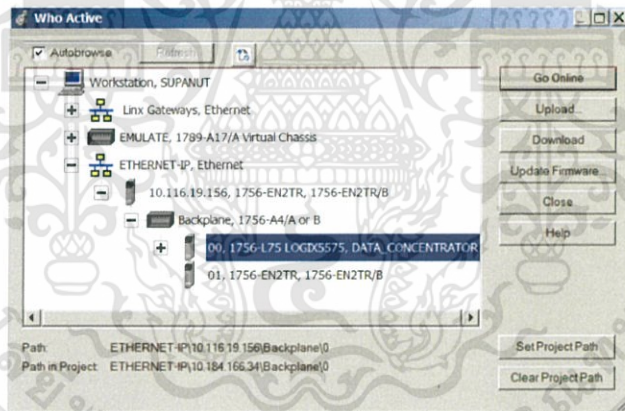 Who Active
Autobrowse Refresh
Workstation, SUPANUT
Linx Gateways, Ethernet
EMULATE, 1789-A17/A Virtual Chassis
ETHERNET-IP, Ethernet
10.116.19.156, 1756-EN2TR, 1756-EN2TR/B
Backplane, 1756-A4/A or B
00, 1756-L75 LOGIX5575, DATA_CONCENTRATOR
01, 1756-EN2TR, 1756-EN2TR/B
Go Online
Upload...
Download
Update Firmware...
Close
Help
Path: ETHERNET-IP\10.116.19.156\Backplane\0
Path in Project: ETHERNET-IP\10.184.166.34\Backplane\0
Set Project Path
Clear Project Path